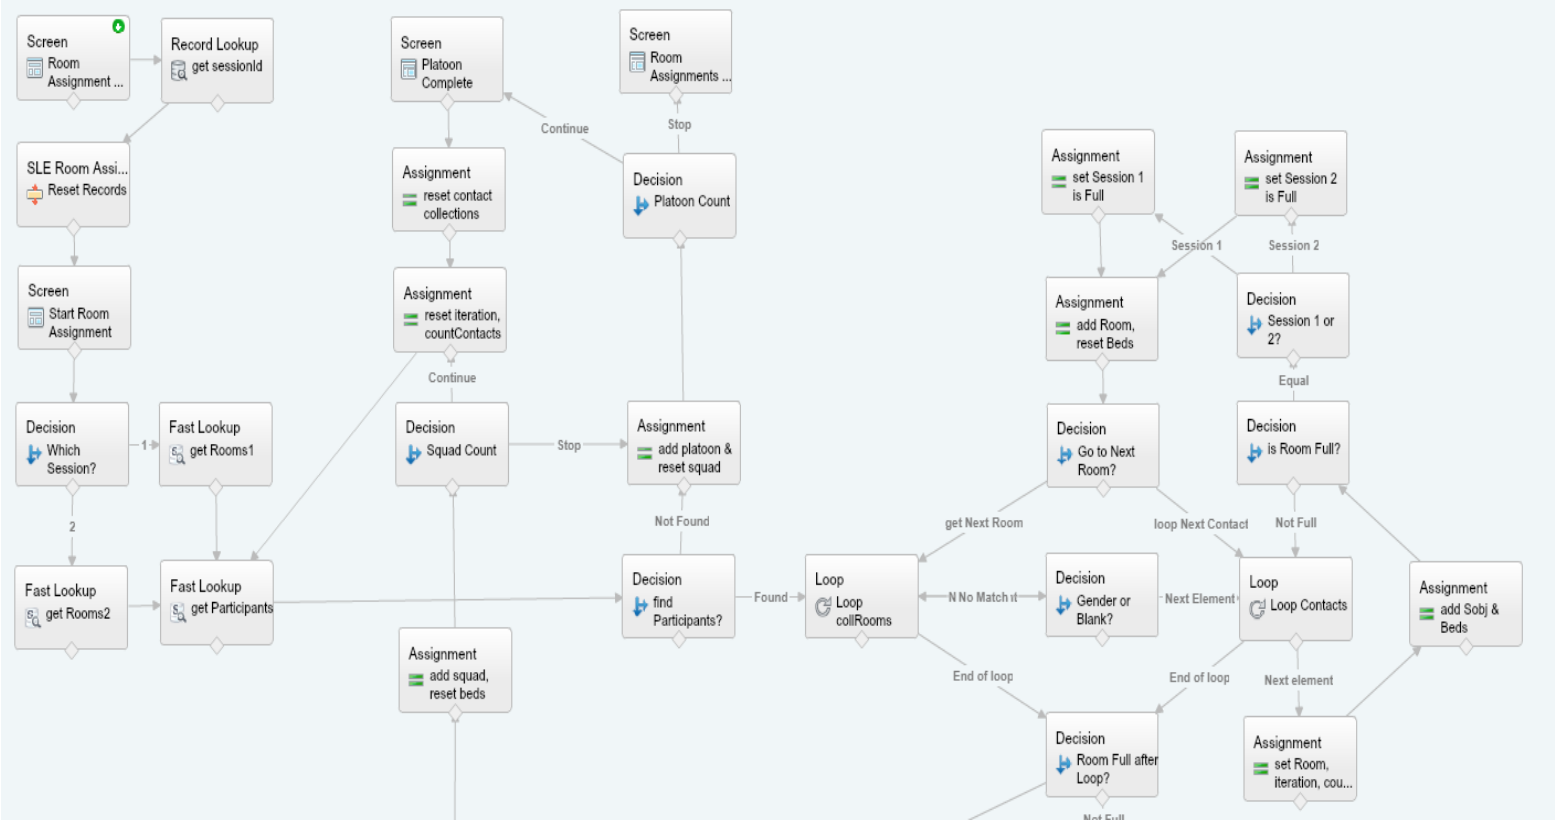 Screen
Room
Assignment ...
Record Lookup
get sessionId
Screen
Platoon
Complete
Screen
Room
Assignments ...
Continue
Stop
SLE Room Assi...
Reset Records
Assignment
reset contact
collections
Decision
Platoon Count
Assignment
set Session 1
is Full
Assignment
set Session 2
is Full
Session 1
Session 2
Screen
Start Room
Assignment
Assignment
reset iteration,
countContacts
Assignment
add Room,
reset Beds
Decision
Session 1 or
2?
Continue
Equal
Decision
Which
Session?
1
Fast Lookup
get Rooms1
Decision
Squad Count
Stop
Assignment
add platoon &
reset squad
Decision
Go to Next
Room?
Decision
is Room Full?
2
Not Found
get Next Room
loop Next Contact
Not Full
Fast Lookup
get Rooms2
Fast Lookup
get Participants
Decision
find
Participants?
Found
Loop
Loop
collRooms
No Match
Decision
Gender or
Blank?
Next Element
Loop
Loop Contacts
Assignment
add Sobj &
Beds
Assignment
add squad,
reset beds
End of loop
End of loop
Next element
Decision
Room Full after
Loop?
Assignment
set Room,
iteration, cou...
Not Full